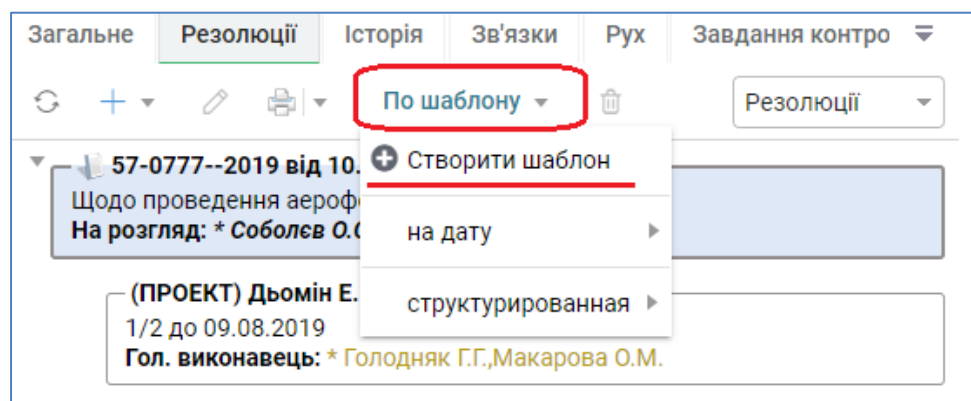 Загальне Резолюції Історія Зв'язки Рух Завдання контро
По шаблону Резолюції
Створити шаблон
57-0777--2019 від 10.
Щодо проведення аероф
На розгляд: * Соболєв О.
на дату
(ПРОЕКТ) Дьомін Е.
структурированная
1/2 до 09.08.2019
Гол. виконавець: * Голодняк Г.Г.,Макарова О.М.